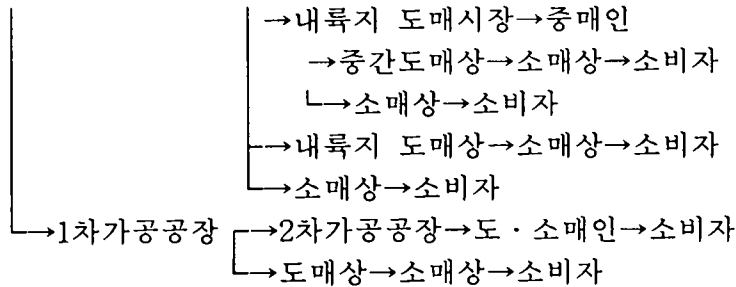 →내륙지 도매시장→중매인
→중간도매상→소매상→소비자
└→소매상→소비자
→내륙지 도매상→소매상→소비자
→소매상→소비자
→1차가공공장 →2차가공공장→도 · 소매인→소비자
→도매상→소매상→소비자